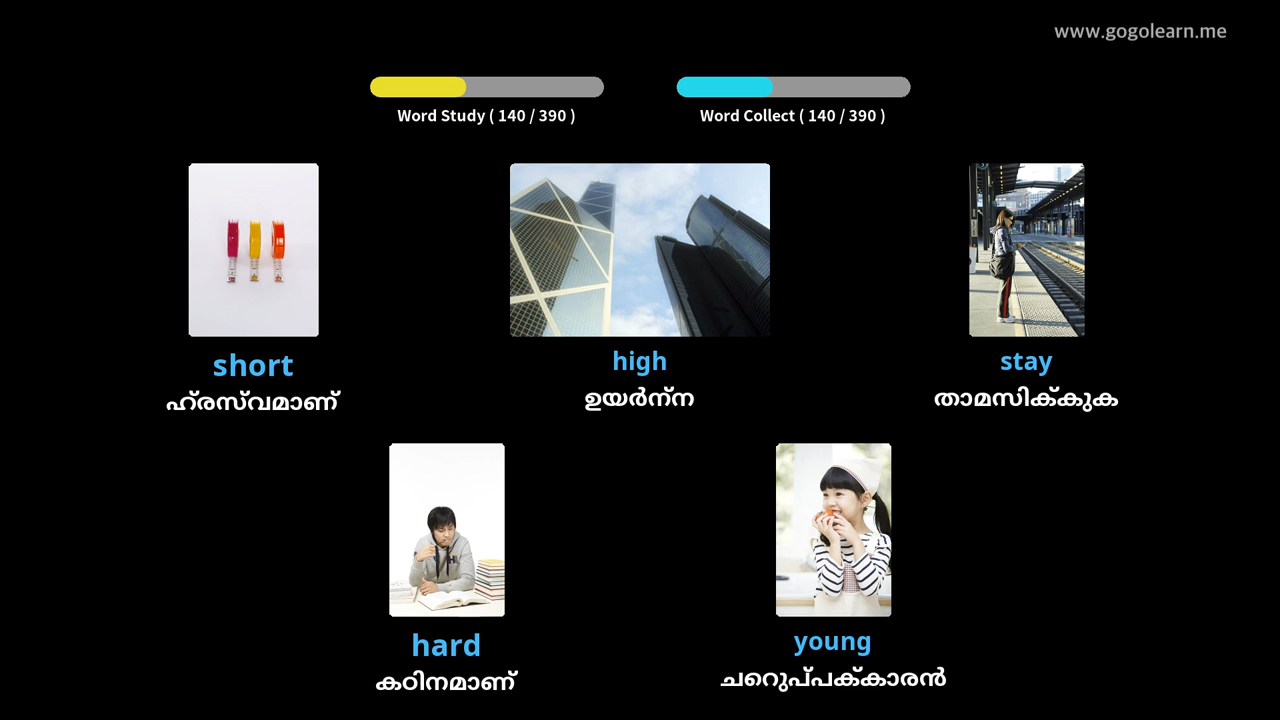 www.gogolearn.me
Word Study ( 140 / 390 )
Word Collect ( 140 / 390 )
short
high
stay
ഹ്രസ്വമാണ്
ഉയർന്ന
താമസിക്കുക
hard
young
കഠിനമാണ്
ചെറുപ്പക്കാരൻ